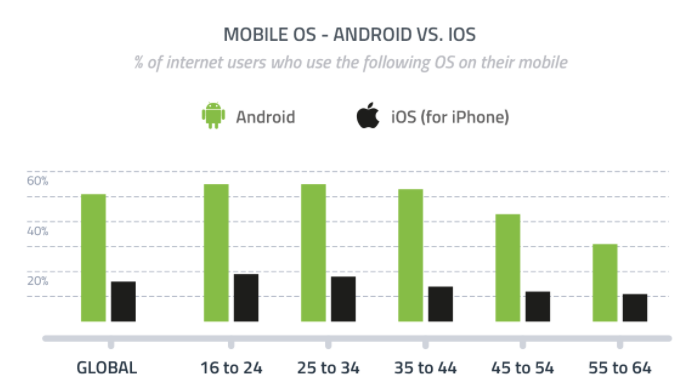 MOBILE OS - ANDROID VS. IOS
% of internet users who use the following OS on their mobile
Android iOS (for iPhone)
60%
40%
20%
GLOBAL 16 to 24 25 to 34 35 to 44 45 to 54 55 to 64